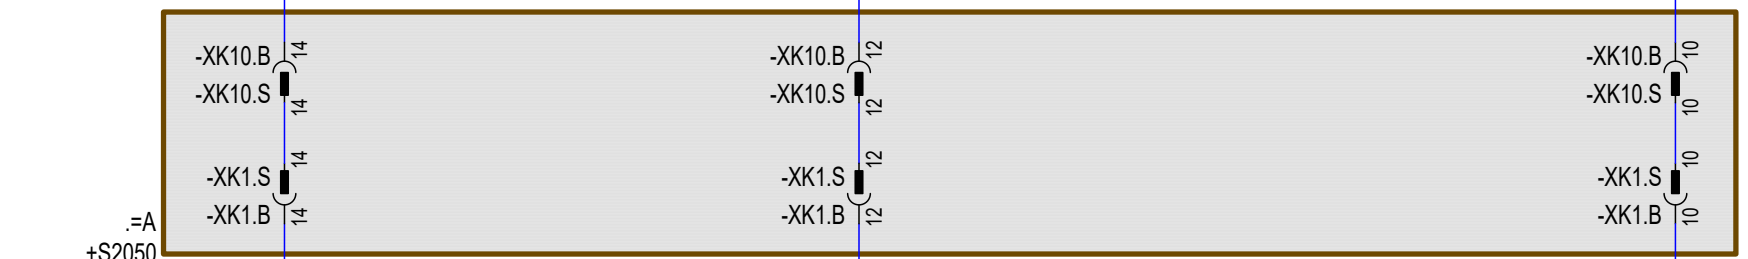 -XK10.B 14 -XK10.B 12 -XK10.B 10
-XK10.S 14 -XK10.S 12 -XK10.S 10
-XK1.S 14 -XK1.S 12 -XK1.S 10
-XK1.B 14 -XK1.B 12 -XK1.B 10
.=A
+S2050